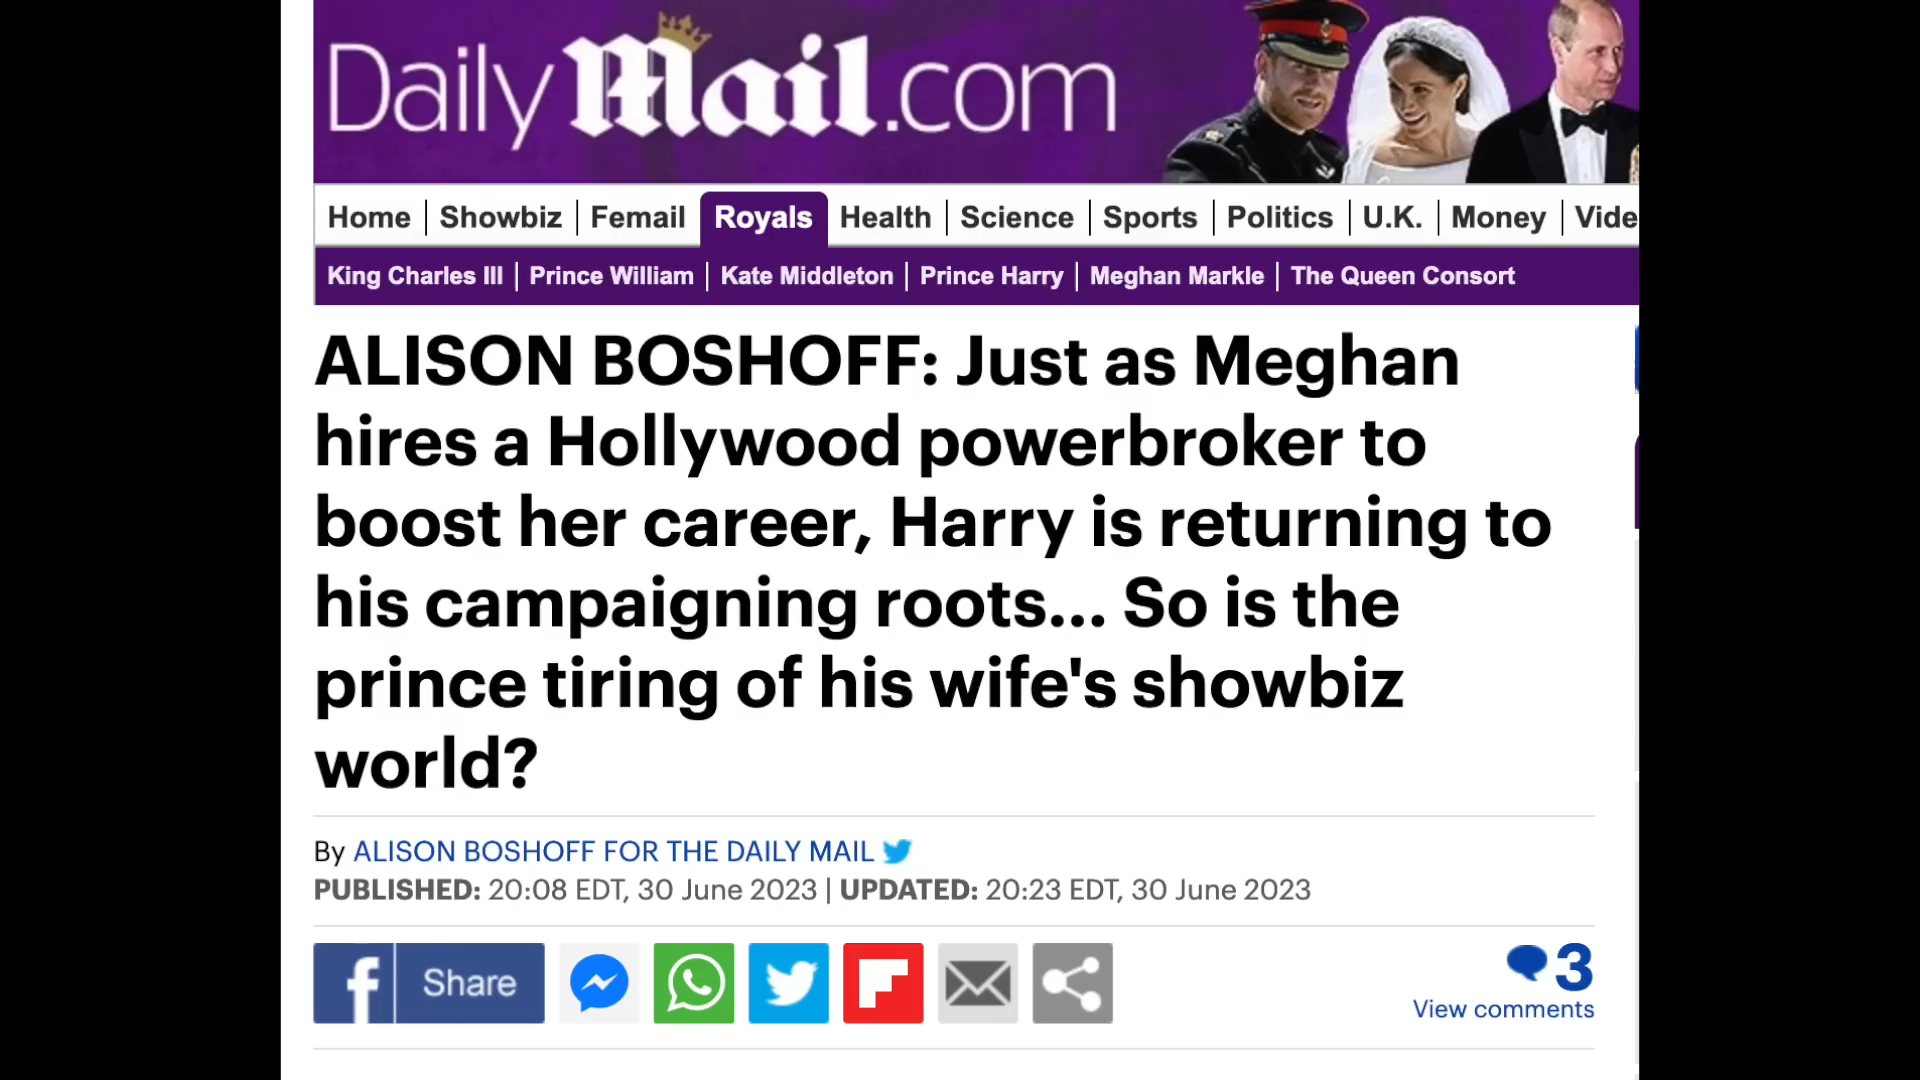 Daily Mail.com
Home | Showbiz | Femail | Royals | Health | Science | Sports | Politics | U.K. | Money | Vide
King Charles III | Prince William | Kate Middleton | Prince Harry | Meghan Markle | The Queen Consort
ALISON BOSHOFF: Just as Meghan
hires a Hollywood powerbroker to
boost her career, Harry is returning to
his campaigning roots... So is the
prince tiring of his wife's showbiz
world?
By ALISON BOSHOFF FOR THE DAILY MAIL
PUBLISHED: 20:08 EDT, 30 June 2023 | UPDATED: 20:23 EDT, 30 June 2023
f Share
3
View comments